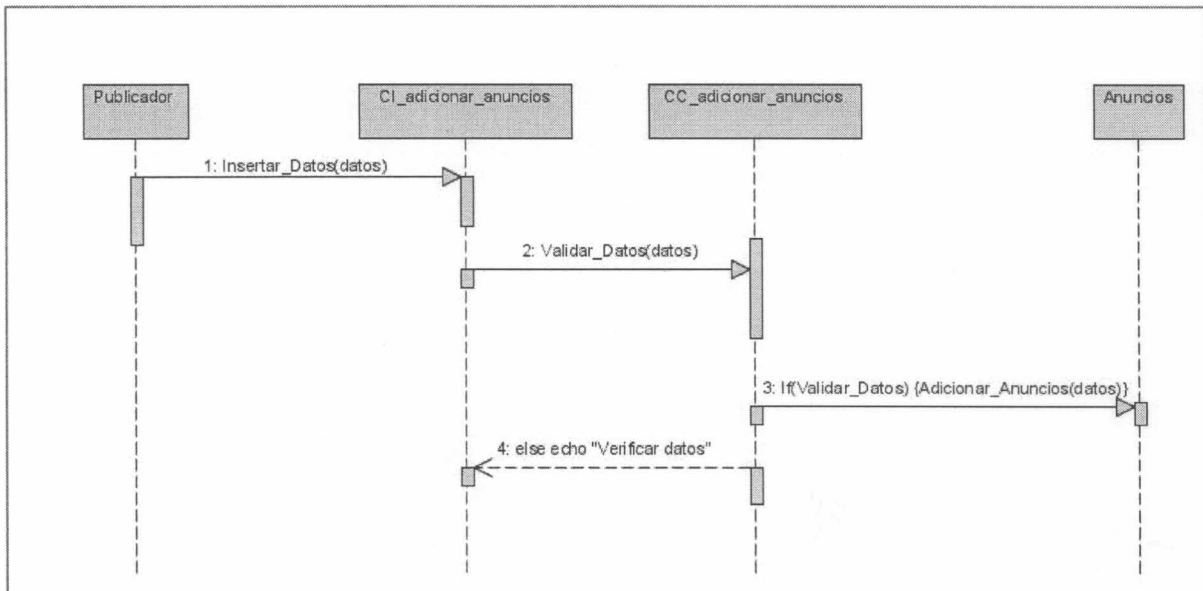 Publicador
CI_adicionar_anuncios
CC_adicionar_anuncios
Anuncios
1: Insertar_Datos(datos)
2: Validar_Datos(datos)
3: If(Validar_Datos) {Adicionar_Anuncios(datos)}
4: else echo "Verificar datos"